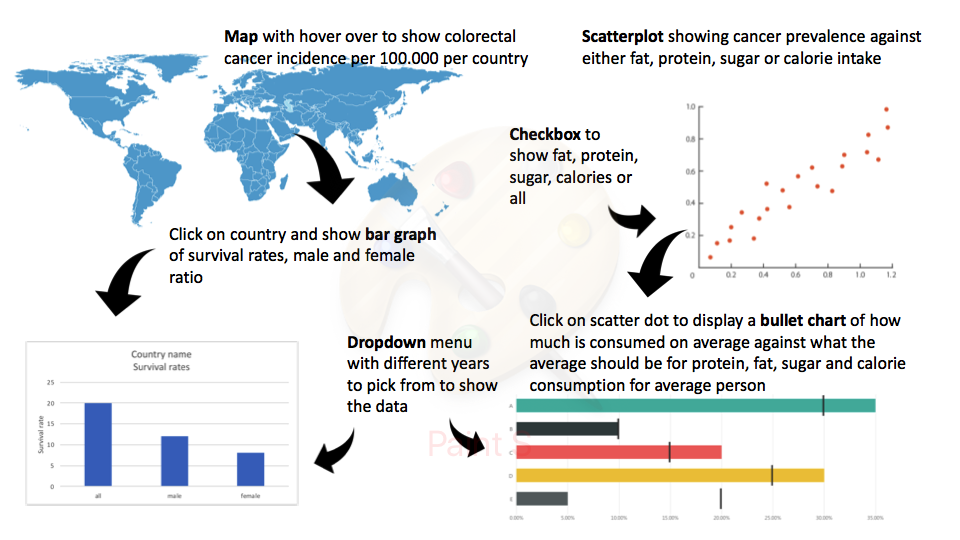 Map with hover over to show colorectal
cancer incidence per 100.000 per country
Scatterplot showing cancer prevalence against
either fat, protein, sugar or calorie intake
Checkbox to
show fat, protein,
sugar, calories or
all
1.0
0.8
0.6
0.4
0.2
0
0.2
0.4
0.6
0.8
1.0
1.2
Click on country and show bar graph
of survival rates, male and female
ratio
Click on scatter dot to display a bullet chart of how
much is consumed on average against what the
average should be for protein, fat, sugar and calorie
consumption for average person
Dropdown menu
with different years
to pick from to show
the data
Country name
Survival rates
Survival rate
25
20
15
10
5
0
all
male
female
A
B
C
D
E
0.00%
5.00%
10.00%
15.00%
20.00%
25.00%
30.00%
35.00%
Paint S